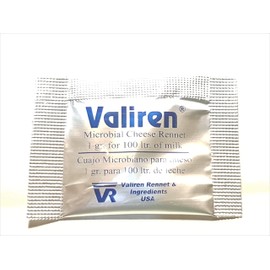 Valiren®
Microbial Cheese Rennet
1 gr. for 100 ltr. of milk
Cuajo Microbiano para queso
1 gr. para 100 ltr. de leche
VR
Valiren Rennet &
Ingredients
USA